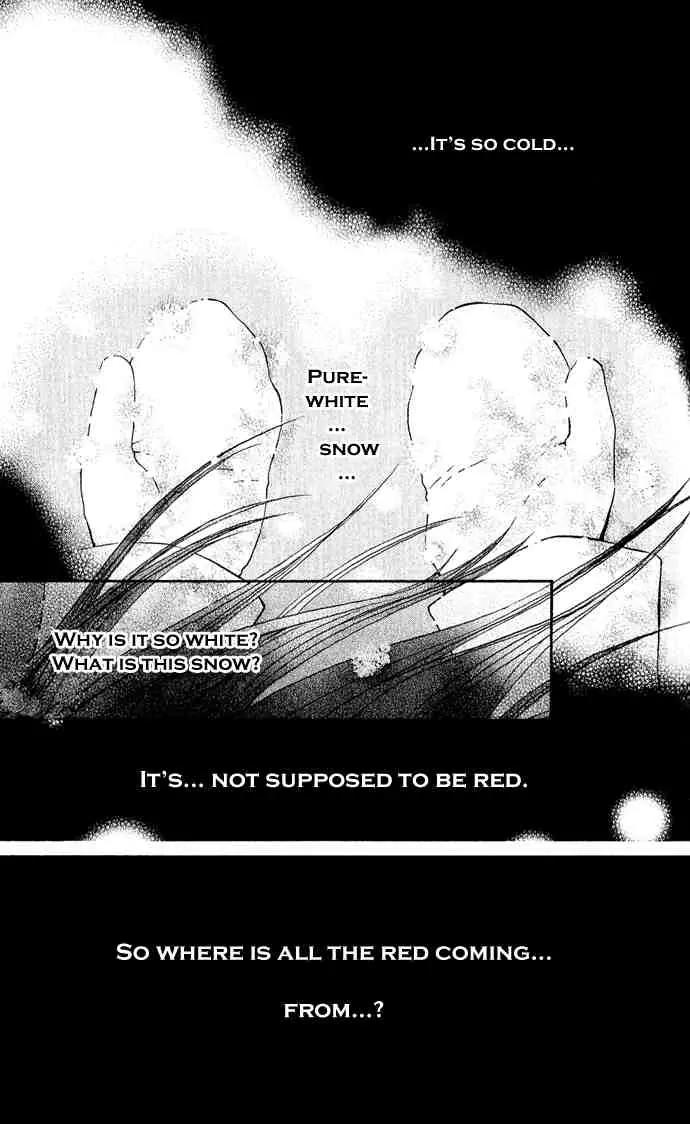 ...IT'S SO COLD...
PURE-
WHITE
...
SNOW
...
WHY IS IT SO WHITE?
WHAT IS THIS SNOW?
IT'S... NOT SUPPOSED TO BE RED.
SO WHERE IS ALL THE RED COMING...
FROM...?